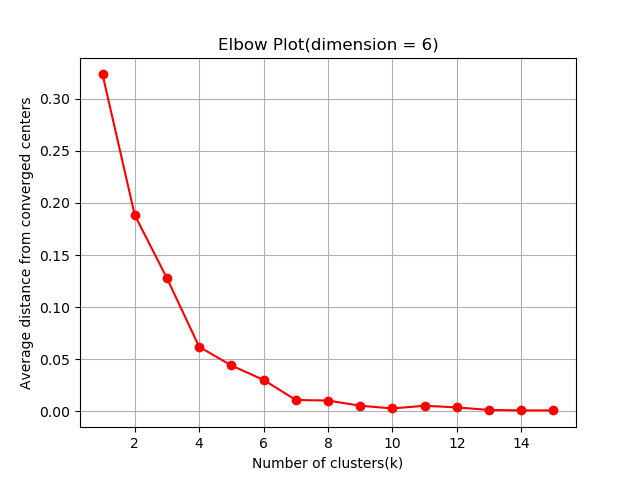 Elbow Plot(dimension = 6)
Average distance from converged centers
0.30
0.25
0.20
0.15
0.10
0.05
0.00
2 4 6 8 10 12 14
Number of clusters(k)